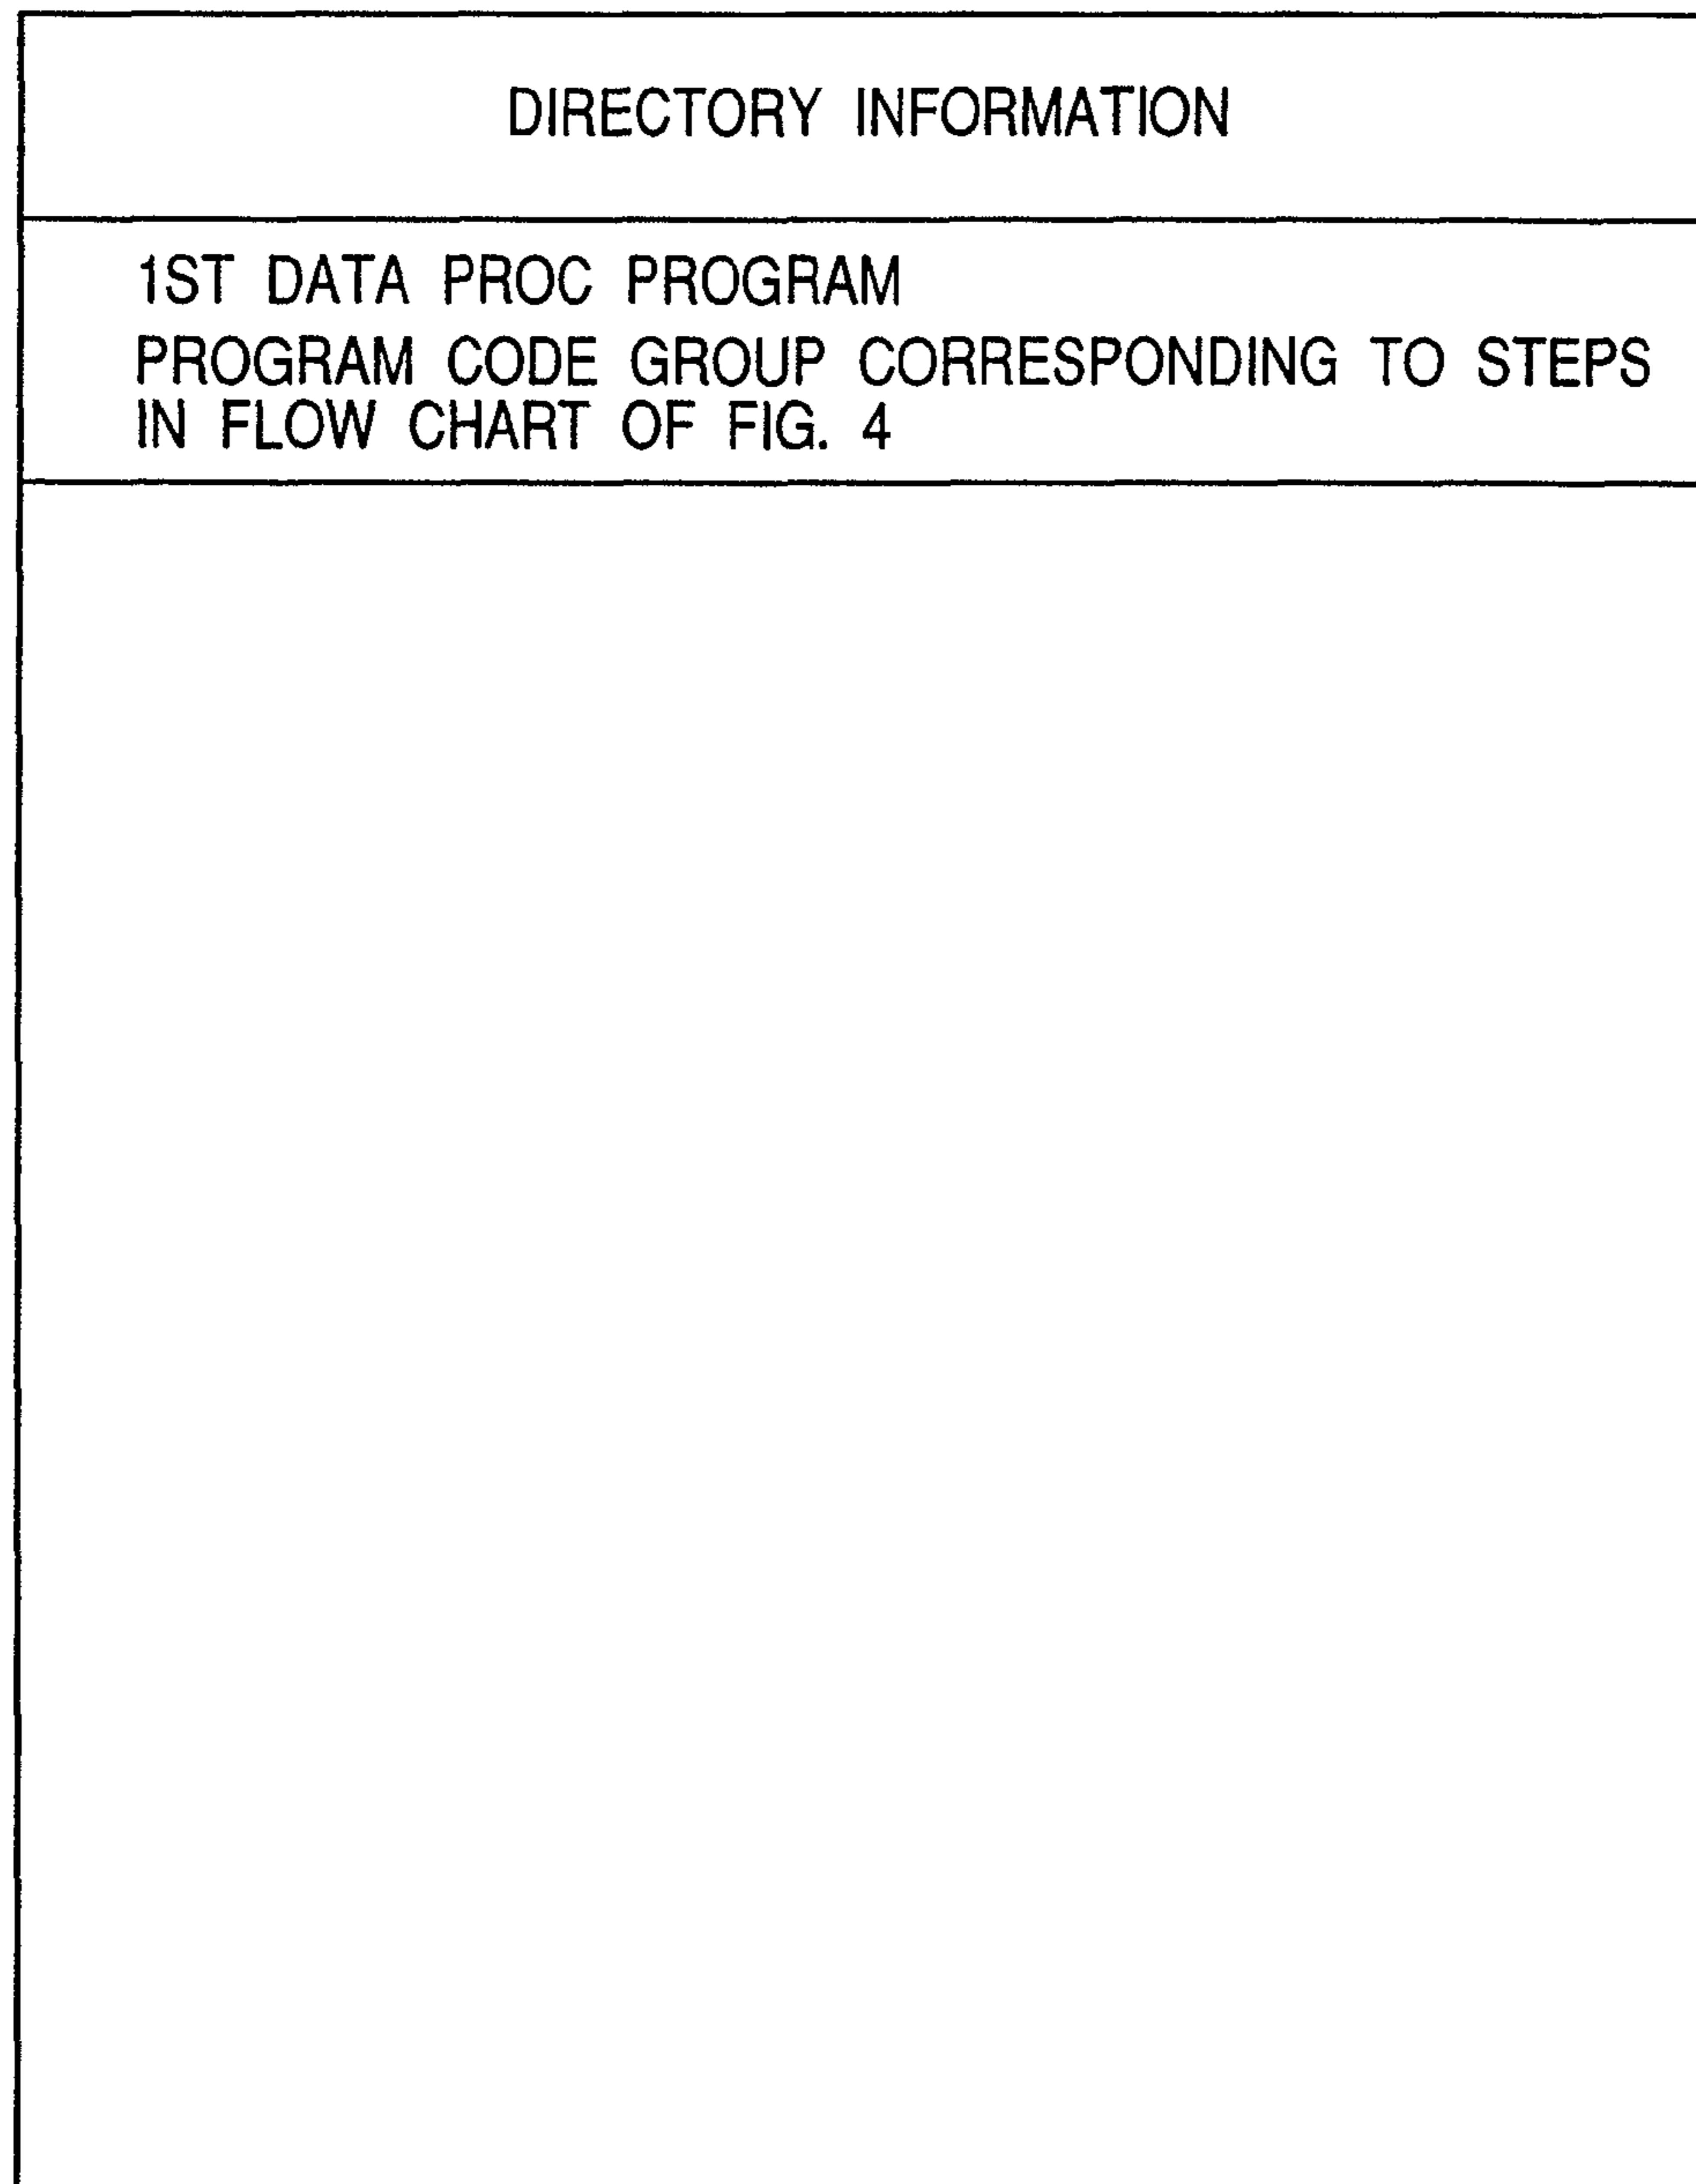 DIRECTORY INFORMATION
1ST DATA PROC PROGRAM
PROGRAM CODE GROUP CORRESPONDING TO STEPS
IN FLOW CHART OF FIG. 4